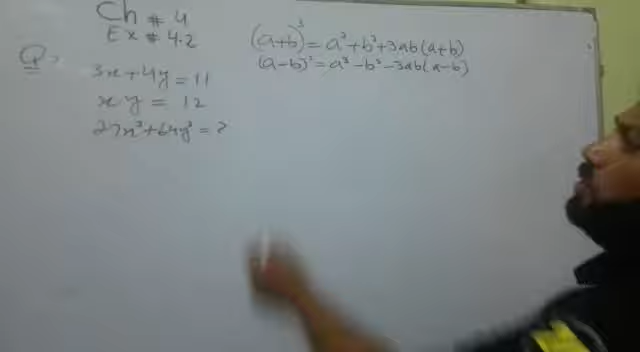 Ch # 4
Ex # 4.2
(a+b)³ = a³ + b³ + 3ab(a+b)
(a-b)³ = a³ - b³ - 3ab(a-b)
Q:
3x + 4y = 11
xy = 12
27x³ + 64y³ = ?